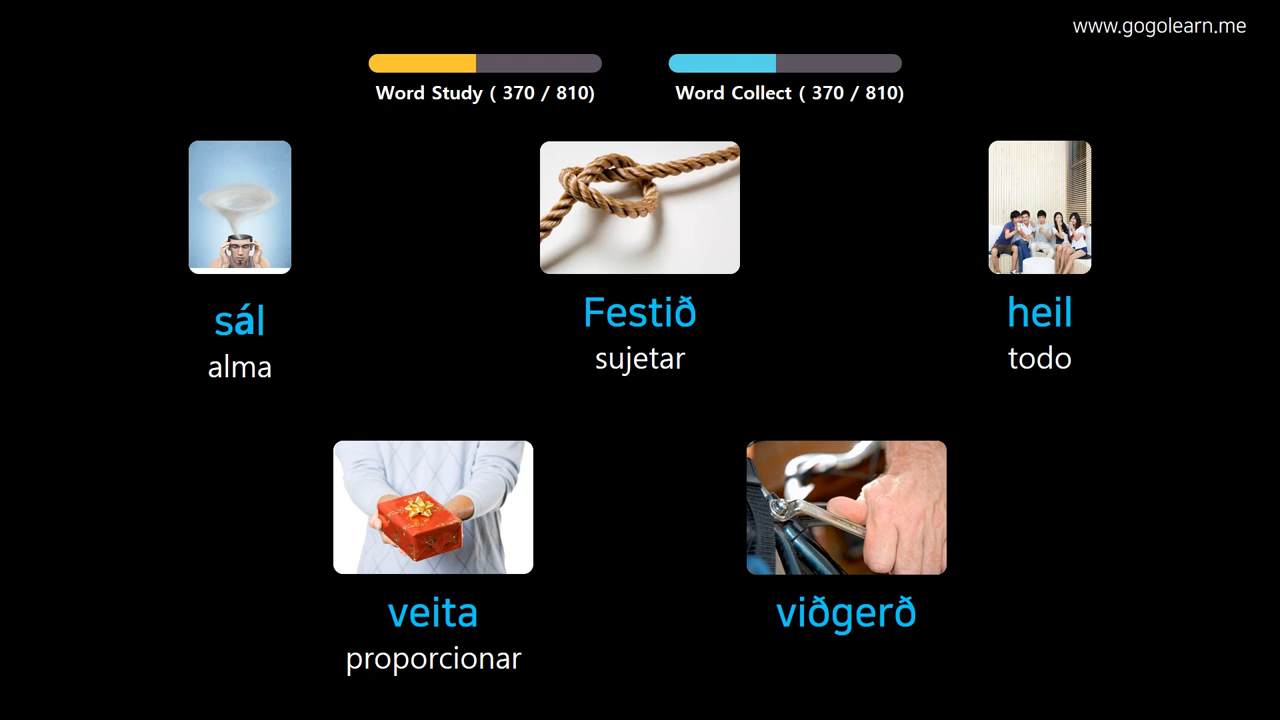 www.gogolearn.me
Word Study ( 370 / 810)
Word Collect ( 370 / 810)
sál
alma
Festið
sujetar
heil
todo
veita
proporcionar
viðgerð